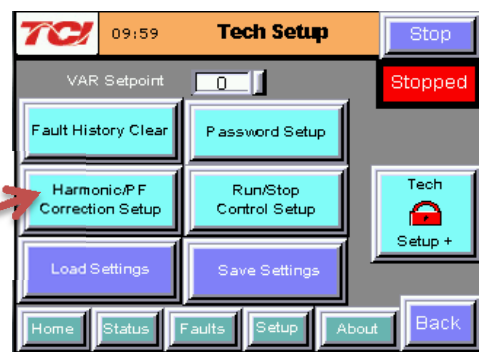 TCI 09:59 Tech Setup Stop
VAR Setpoint 0 Stopped
Fault History Clear Password Setup
Harmonic/PF
Correction Setup
Run/Stop
Control Setup
Tech
Setup +
Load Settings Save Settings
Home Status Faults Setup About Back